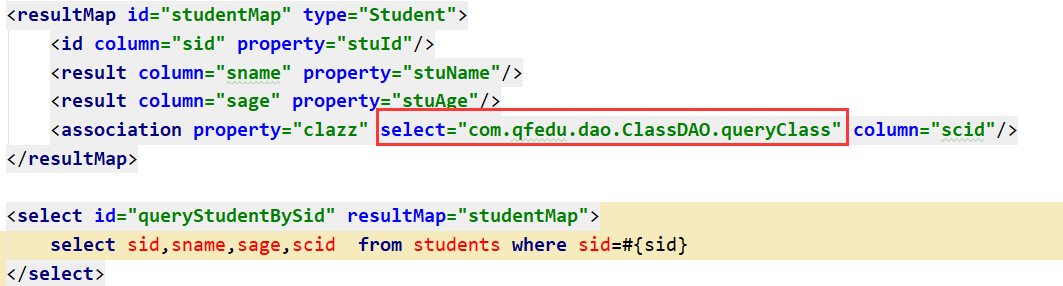 <resultMap id="studentMap" type="Student">
<id column="sid" property="stuId"/>
<result column="sname" property="stuName"/>
<result column="sage" property="stuAge"/>
<association property="clazz" select="com.qfedu.dao.ClassDAO.queryClass" column="scid"/>
</resultMap>
<select id="queryStudentBySid" resultMap="studentMap">
select sid,sname,sage,scid  from students where sid=#{sid}
</select>